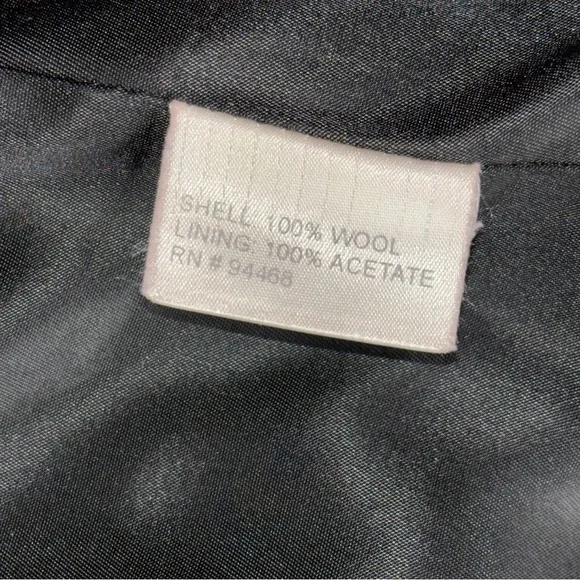 SHELL: 100% WOOL
LINING: 100% ACETATE
RN # 94468